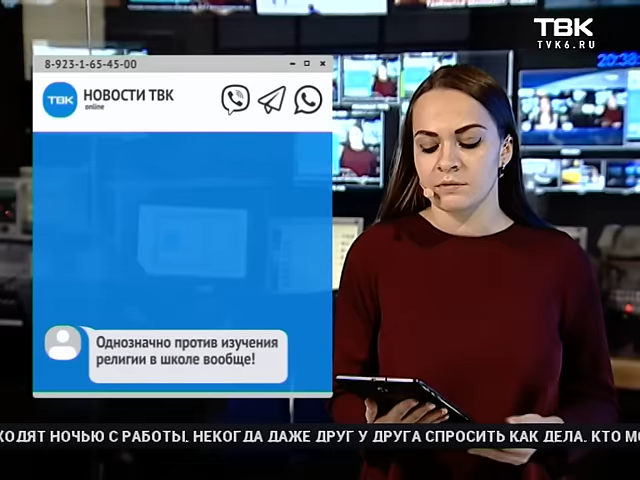 ТВК
TVK6.RU
20:38
8-923-1-65-45-00
ТВК
НОВОСТИ ТВК
online
Однозначно против изучения
религии в школе вообще!
ХОДЯТ НОЧЬЮ С РАБОТЫ. НЕКОГДА ДАЖЕ ДРУГ У ДРУГА СПРОСИТЬ КАК ДЕЛА. КТО